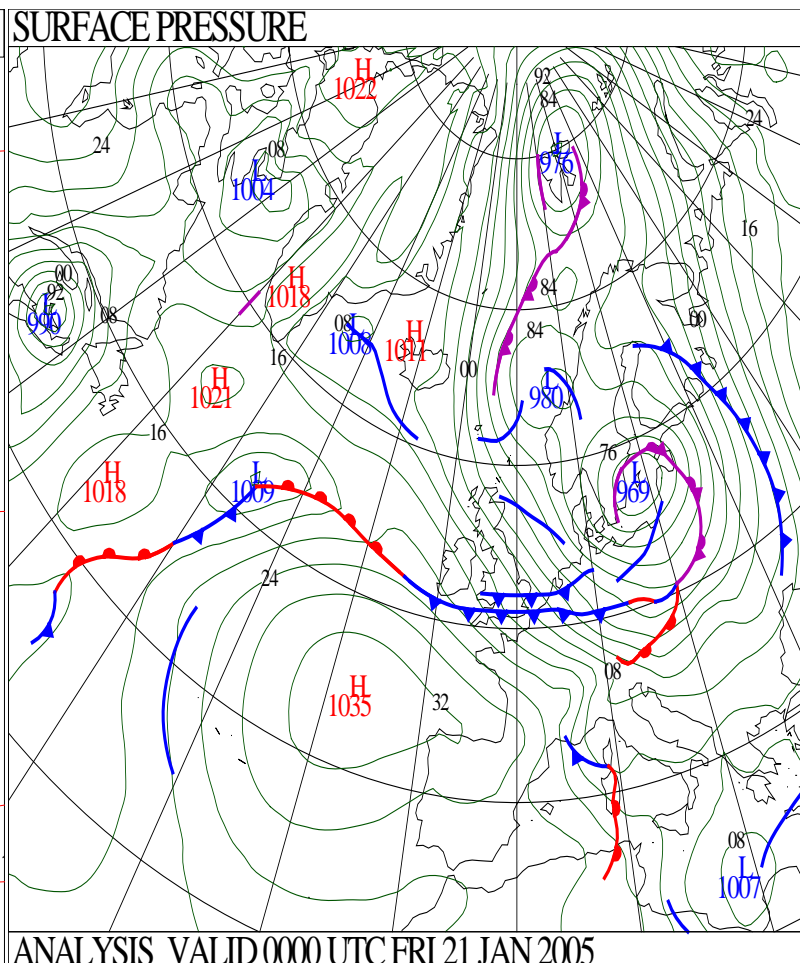 SURFACE PRESSURE
H
1022
92
84
24
24
L
976
08
L
1004
16
00
92
L
990
08
H
1018
84
08
L
1008
H
1011
84
00
00
16
H
1021
L
980
16
76
H
1018
L
1009
L
969
24
08
H
1035
32
08
L
1007
ANALYSIS VALID 0000 UTC FRI 21 JAN 2005